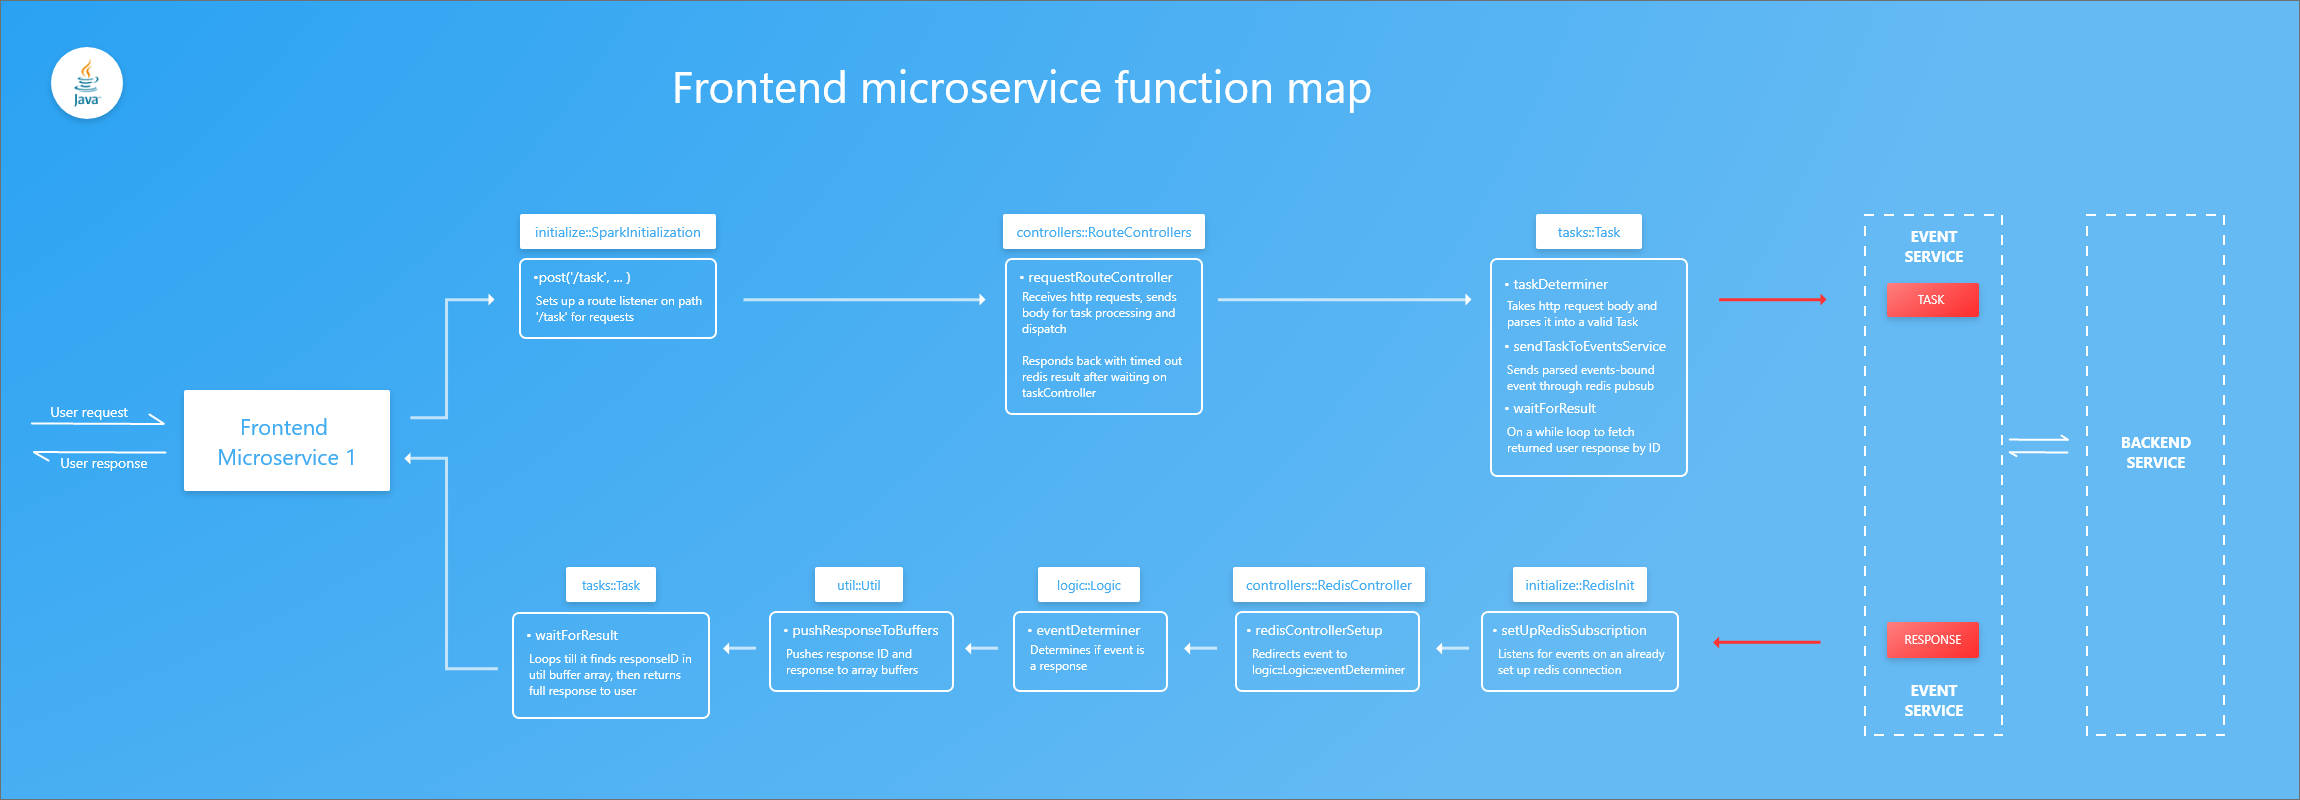 Java
Frontend microservice function map
initialize::SparkInitialization
•post('/task', ... )
Sets up a route listener on path
'/task' for requests
controllers::RouteControllers
• requestRouteController
Receives http requests, sends
body for task processing and
dispatch
Responds back with timed out
redis result after waiting on
taskController
tasks::Task
• taskDeterminer
Takes http request body and
parses it into a valid Task
• sendTaskToEventsService
Sends parsed events-bound
event through redis pubsub
• waitForResult
On a while loop to fetch
returned user response by ID
EVENT
SERVICE
TASK
User request
User response
Frontend
Microservice 1
BACKEND
SERVICE
tasks::Task
• waitForResult
Loops till it finds responseID in
util buffer array, then returns
full response to user
util::Util
• pushResponseToBuffers
Pushes response ID and
response to array buffers
logic::Logic
• eventDeterminer
Determines if event is
a response
controllers::RedisController
• redisControllerSetup
Redirects event to
logic::Logic::eventDeterminer
initialize::RedisInit
• setUpRedisSubscription
Listens for events on an already
set up redis connection
RESPONSE
EVENT
SERVICE